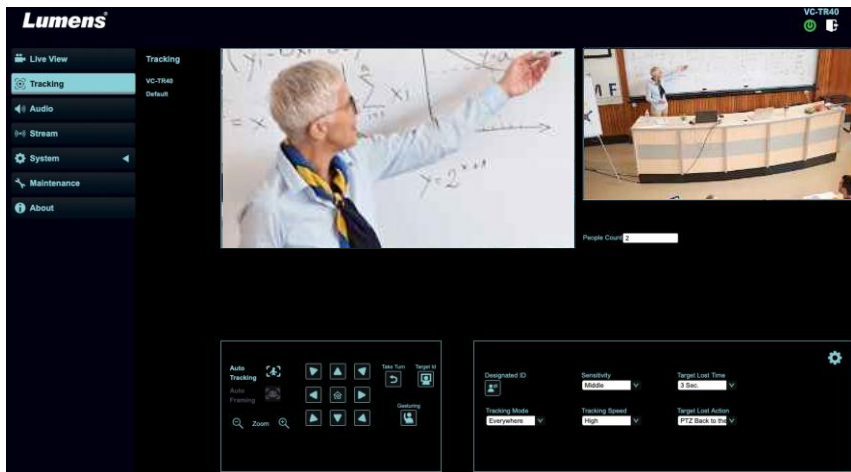 Lumens
VC-TR40
Live View
Tracking
Audio
Stream
System
Maintenance
About
Tracking
VC-TR40
Default
y=2ˣ⁺¹
People Count 2
Auto Tracking
Auto Framing
Zoom
Take Turn
Target Id
Gesturing
Designated ID
Sensitivity
Middle
Target Lost Time
3 Sec.
Tracking Mode
Everywhere
Tracking Speed
High
Target Lost Action
PTZ Back to the